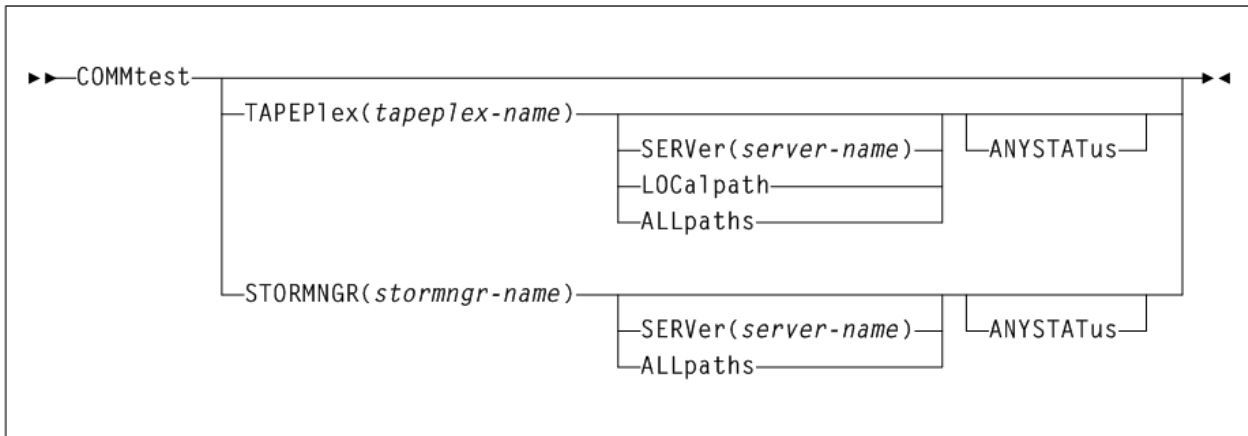 COMMtest
TAPEPlex(tapeplex-name)
SERVer(server-name)
ANYSTATus
LOCalpath
ALLpaths
STORMNGR(stormngr-name)
SERVer(server-name)
ANYSTATus
ALLpaths